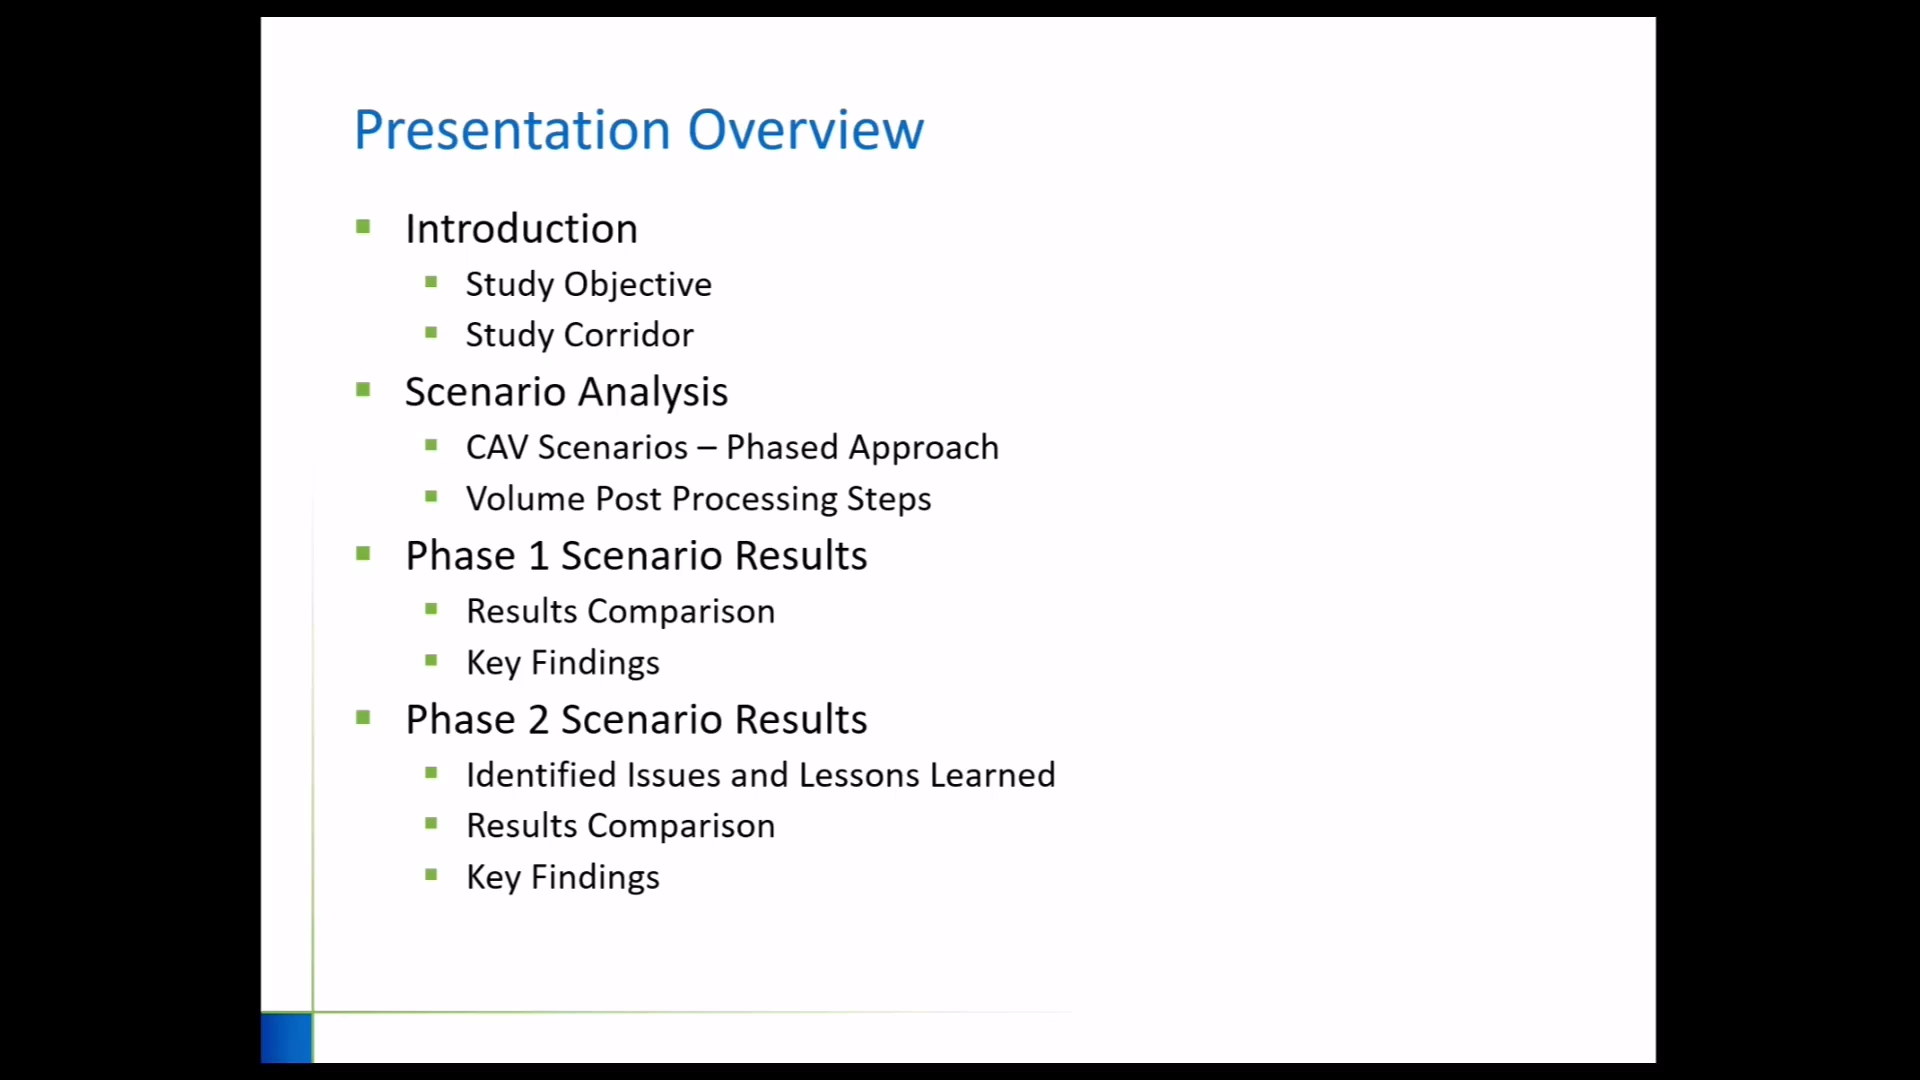 Presentation Overview
Introduction
Study Objective
Study Corridor
Scenario Analysis
CAV Scenarios – Phased Approach
Volume Post Processing Steps
Phase 1 Scenario Results
Results Comparison
Key Findings
Phase 2 Scenario Results
Identified Issues and Lessons Learned
Results Comparison
Key Findings